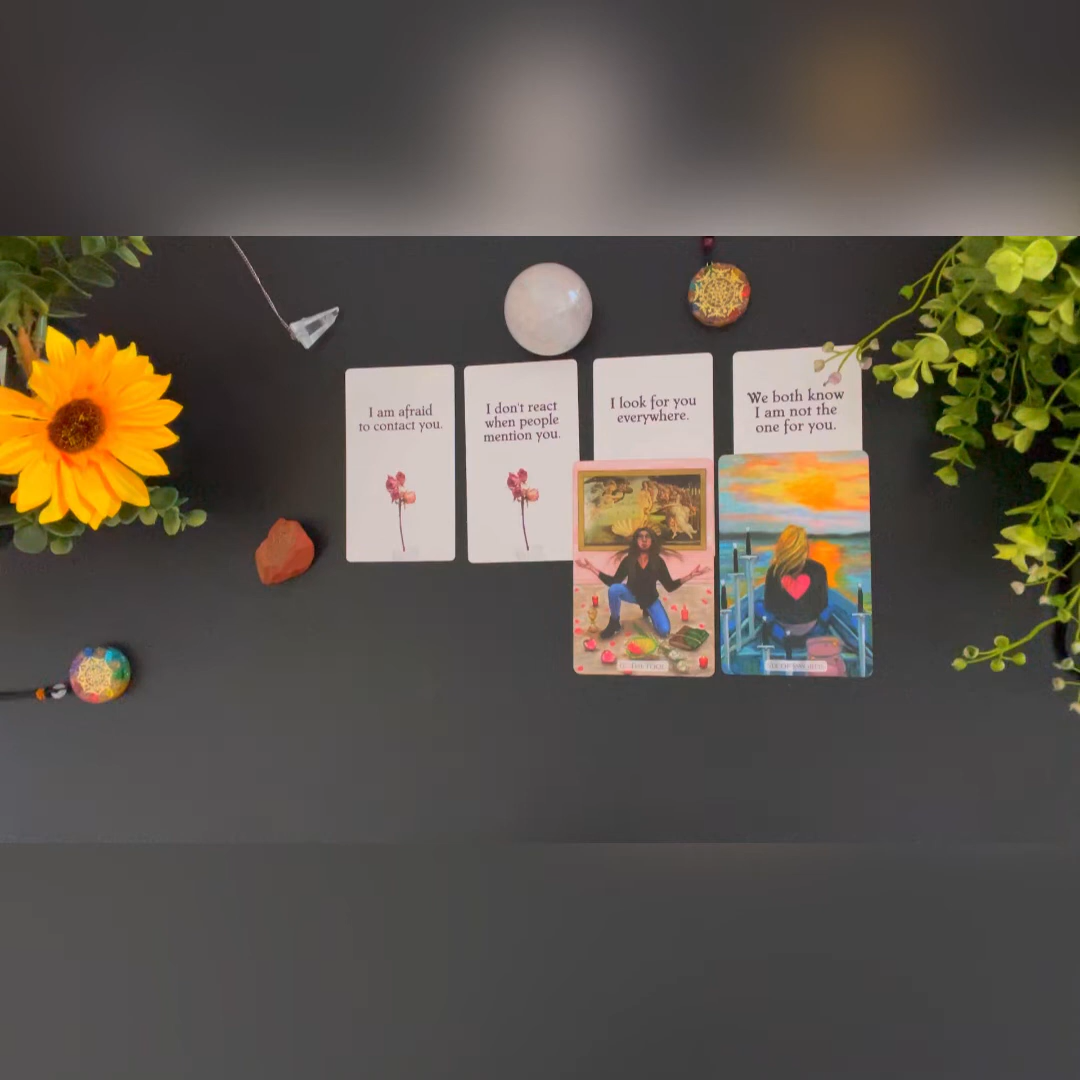 I am afraid
to contact you.
I don't react
when people
mention you.
I look for you
everywhere.
We both know
I am not the
one for you.